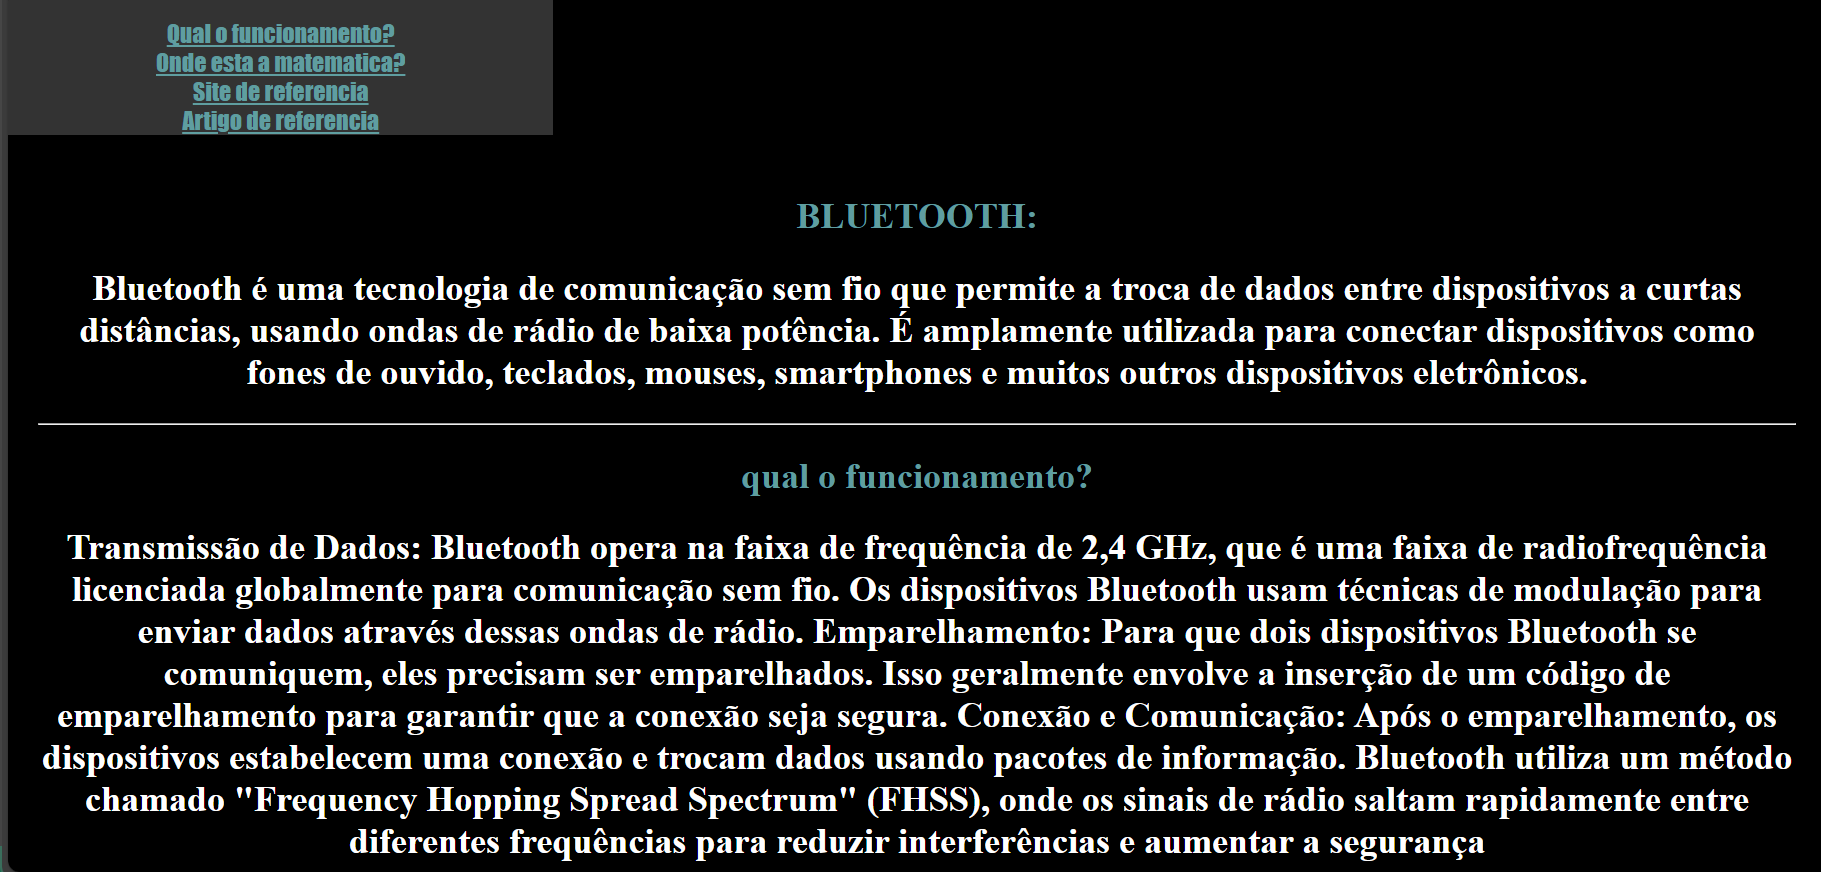 Qual o funcionamento?
Onde esta a matematica?
Site de referencia
Artigo de referencia
BLUETOOTH:
Bluetooth é uma tecnologia de comunicação sem fio que permite a troca de dados entre dispositivos a curtas
distâncias, usando ondas de rádio de baixa potência. É amplamente utilizada para conectar dispositivos como
fones de ouvido, teclados, mouses, smartphones e muitos outros dispositivos eletrônicos.
qual o funcionamento?
Transmissão de Dados: Bluetooth opera na faixa de frequência de 2,4 GHz, que é uma faixa de radiofrequência
licenciada globalmente para comunicação sem fio. Os dispositivos Bluetooth usam técnicas de modulação para
enviar dados através dessas ondas de rádio. Emparelhamento: Para que dois dispositivos Bluetooth se
comuniquem, eles precisam ser emparelhados. Isso geralmente envolve a inserção de um código de
emparelhamento para garantir que a conexão seja segura. Conexão e Comunicação: Após o emparelhamento, os
dispositivos estabelecem uma conexão e trocam dados usando pacotes de informação. Bluetooth utiliza um método
chamado "Frequency Hopping Spread Spectrum" (FHSS), onde os sinais de rádio saltam rapidamente entre
diferentes frequências para reduzir interferências e aumentar a segurança